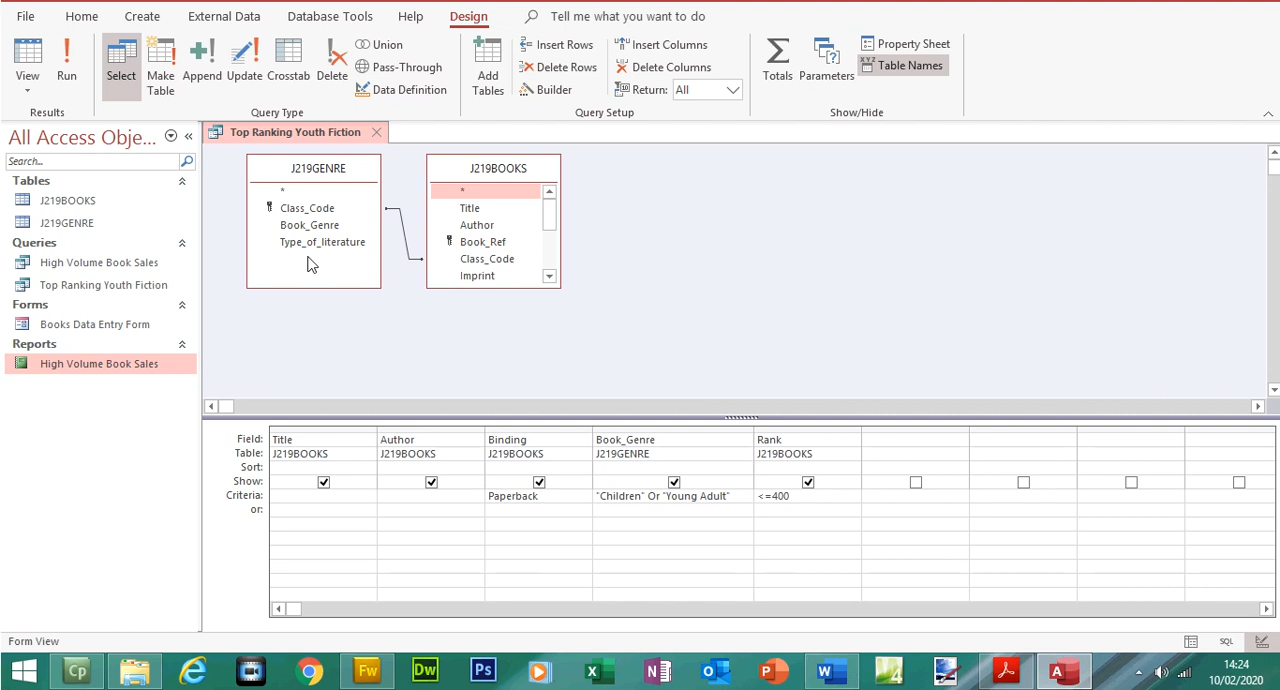 File Home Create External Data Database Tools Help Design Tell me what you want to do
View
Run
Results
Select
Make
Table
Append
Update
Crosstab
Delete
Union
Pass-Through
Data Definition
Query Type
Add
Tables
Insert Rows
Delete Rows
Builder
Insert Columns
Delete Columns
Return: All
Query Setup
Totals
Parameters
Property Sheet
XYZ Table Names
Show/Hide
All Access Obje...
Search...
Tables
J219BOOKS
J219GENRE
Queries
High Volume Book Sales
Top Ranking Youth Fiction
Forms
Books Data Entry Form
Reports
High Volume Book Sales
Top Ranking Youth Fiction
J219GENRE
*
Class_Code
Book_Genre
Type_of_literature
J219BOOKS
*
Title
Author
Book_Ref
Class_Code
Imprint
Field: Title Author Binding Book_Genre Rank
Table: J219BOOKS J219BOOKS J219BOOKS J219GENRE J219BOOKS
Sort:
Show:
Criteria: Paperback "Children" Or "Young Adult" <=400
or:
Form View
SQL
Cp Fw Dw Ps X N O P W 4 A
14:24
10/02/2020